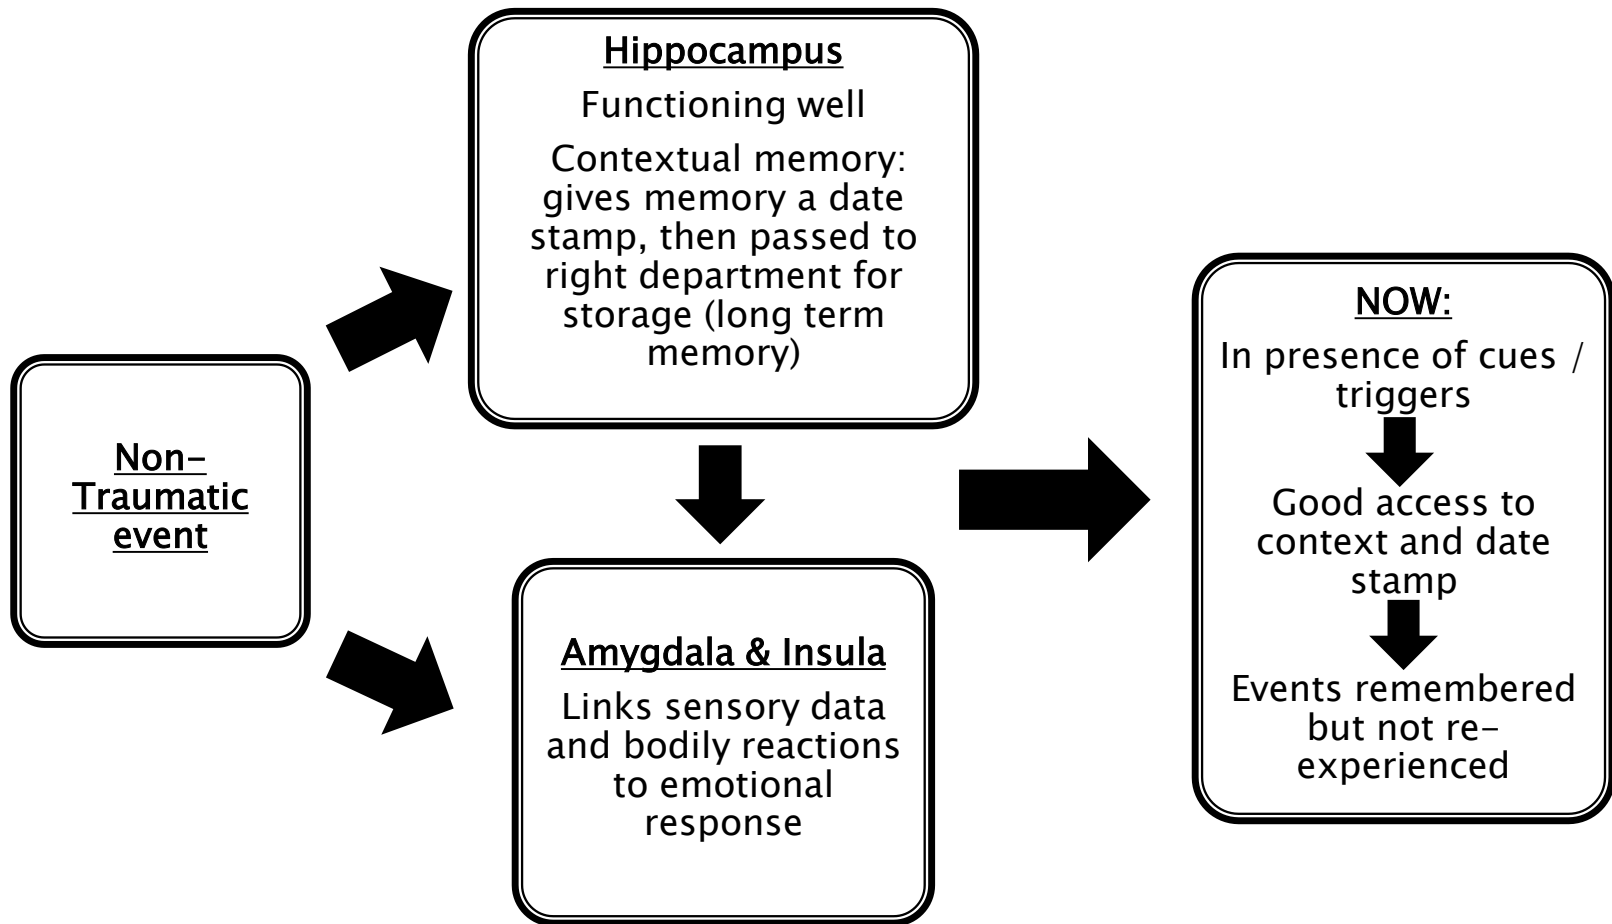 Hippocampus
Functioning well
Contextual memory:
gives memory a date
stamp, then passed to
right department for
storage (long term
memory)
Non-
Traumatic
event
Amygdala & Insula
Links sensory data
and bodily reactions
to emotional
response
NOW:
In presence of cues /
triggers
Good access to
context and date
stamp
Events remembered
but not re-
experienced